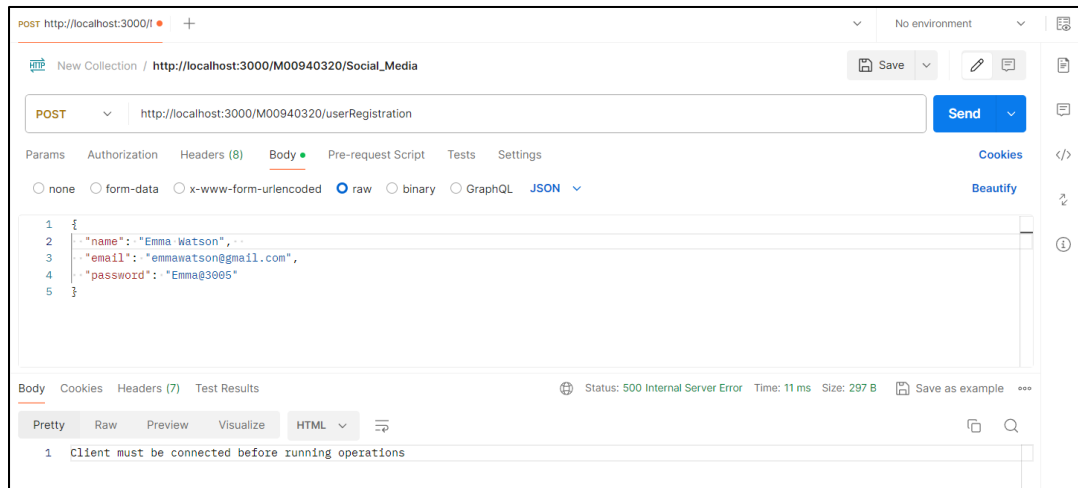 POST http://localhost:3000/I
No environment
HTTP New Collection / http://localhost:3000/M00940320/Social_Media
Save
POST http://localhost:3000/M00940320/userRegistration
Send
Params Authorization Headers (8) Body Pre-request Script Tests Settings Cookies
none form-data x-www-form-urlencoded raw binary GraphQL JSON Beautify
1 {
2 "name": "Emma Watson",
3 "email": "emmawatson@gmail.com",
4 "password": "Emma@3005"
5 }
Body Cookies Headers (7) Test Results Status: 500 Internal Server Error Time: 11 ms Size: 297 B Save as example
Pretty Raw Preview Visualize HTML
1 Client must be connected before running operations